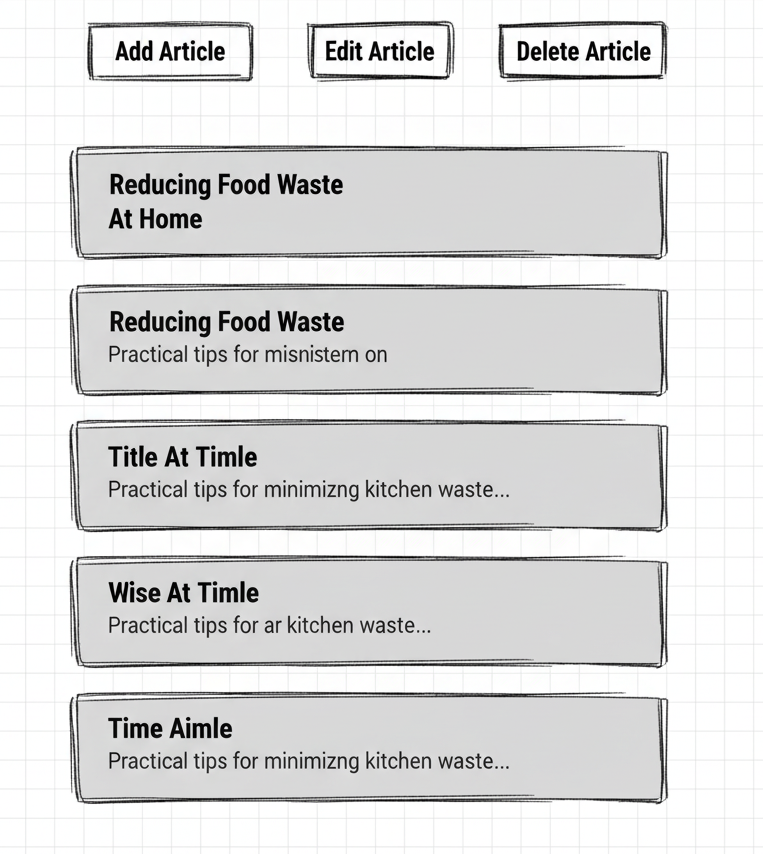 Add Article
Edit Article
Delete Article
Reducing Food Waste
At Home
Reducing Food Waste
Practical tips for misnistem on
Title At Timle
Practical tips for minimizng kitchen waste...
Wise At Timle
Practical tips for ar kitchen waste...
Time Aimle
Practical tips for minimizng kitchen waste...